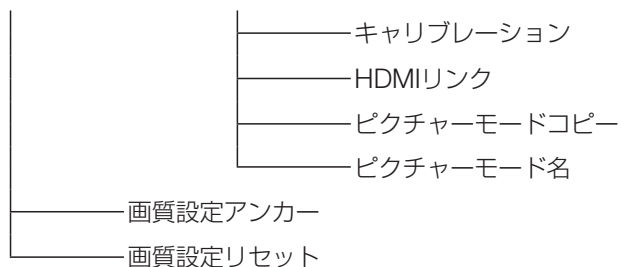 キャリブレーション
HDMIリンク
ピクチャーモードコピー
ピクチャーモード名
画質設定アンカー
画質設定リセット